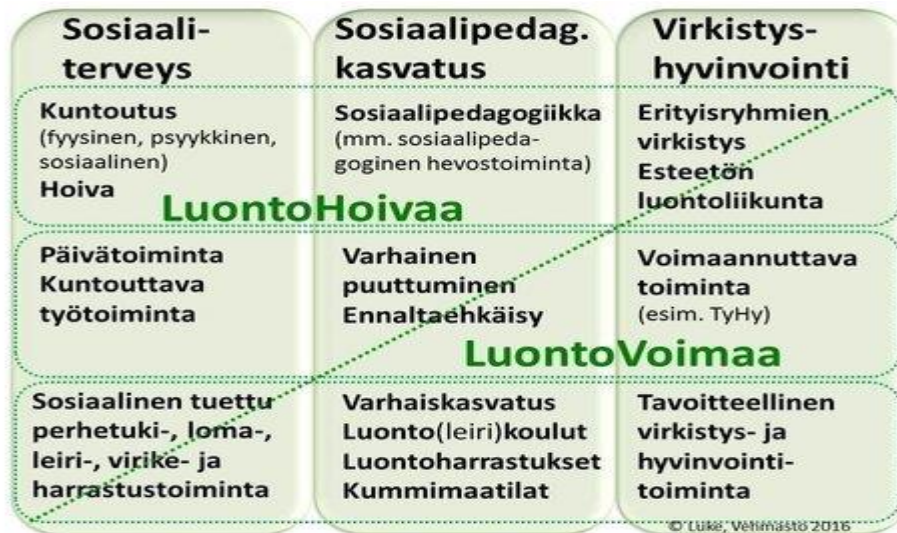 Sosiaali-
terveys
Sosiaalipedag.
kasvatus
Virkistys-
hyvinvointi
Kuntoutus
(fyysinen, psyykkinen,
sosiaalinen)
Hoiva
Sosiaalipedagogiikka
(mm. sosiaalipeda-
goginen hevostoiminta)
Erityisryhmien
virkistys
Esteetön
luontoliikunta
LuontoHoivaa
Päivätoiminta
Kuntouttava
työtoiminta
Varhainen
puuttuminen
Ennaltaehkäisy
Voimaannuttava
toiminta
(esim. TyHy)
LuontoVoimaa
Sosiaalinen tuettu
perhetuki-, loma-,
leiri-, virike- ja
harrastustoiminta
Varhaiskasvatus
Luonto(leiri)koulut
Luontoharrastukset
Kummimaatilat
Tavoitteellinen
virkistys- ja
hyvinvointi-
toiminta
© Luke, Vehmasto 2016